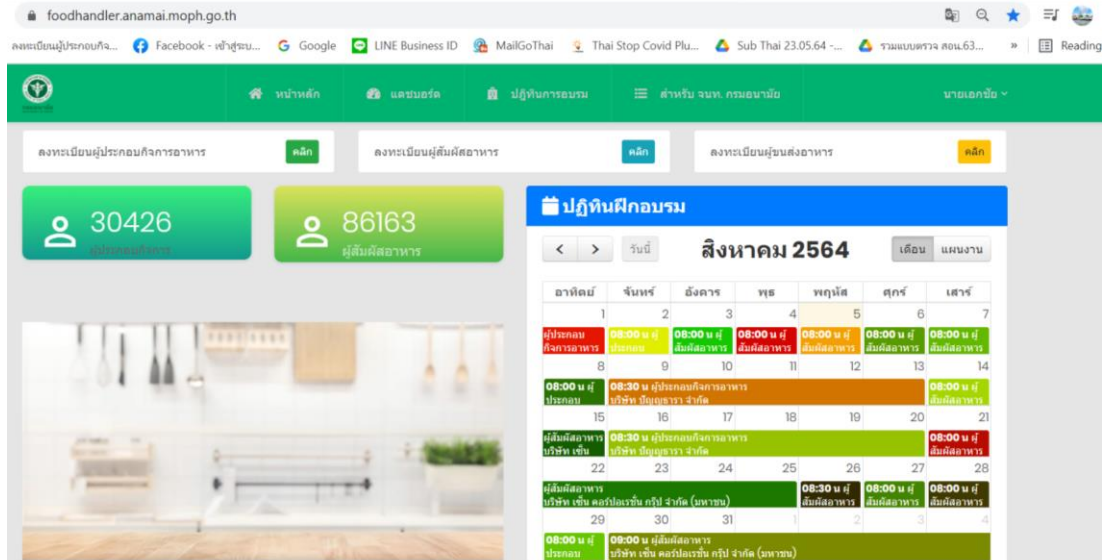 foodhandler.anamai.moph.go.th
ลงทะเบียนผู้ประกอบกิจ... Facebook - เข้าสู่ระบ... Google LINE Business ID MailGoThai Thai Stop Covid Plu... Sub Thai 23.05.64 -... รวมแบบตรวจ สอน.63... » Reading
หน้าหลัก แดชบอร์ด ปฏิทินการอบรม สำหรับ จนท. กรมอนามัย นายเอกชัย
ลงทะเบียนผู้ประกอบกิจการอาหาร คลิก ลงทะเบียนผู้สัมผัสอาหาร คลิก ลงทะเบียนผู้ขนส่งอาหาร คลิก
30426
ผู้ประกอบกิจการ
86163
ผู้สัมผัสอาหาร
ปฏิทินฝึกอบรม
< > วันนี้ สิงหาคม 2564 เดือน แผนงาน
อาทิตย์ จันทร์ อังคาร พุธ พฤหัส ศุกร์ เสาร์
1 2 3 4 5 6 7
ผู้ประกอบ 08:00 น ผู้ 08:00 น ผู้ 08:00 น ผู้ 08:00 น ผู้ 08:00 น ผู้ 08:00 น ผู้
กิจการอาหาร ประกอบ สัมผัสอาหาร สัมผัสอาหาร สัมผัสอาหาร สัมผัสอาหาร สัมผัสอาหาร
8 9 10 11 12 13 14
08:00 น ผู้ 08:30 น ผู้ประกอบกิจการอาหาร 08:00 น ผู้
ประกอบ บริษัท ปัญญธารา จำกัด สัมผัสอาหาร
15 16 17 18 19 20 21
ผู้สัมผัสอาหาร 08:30 น ผู้ประกอบกิจการอาหาร 08:00 น ผู้
บริษัท เซ็น บริษัท ปัญญธารา จำกัด สัมผัสอาหาร
22 23 24 25 26 27 28
ผู้สัมผัสอาหาร 08:30 น ผู้ 08:00 น ผู้ 08:00 น ผู้
บริษัท เซ็น คอร์ปอเรชั่น กรุ๊ป จำกัด (มหาชน) สัมผัสอาหาร สัมผัสอาหาร สัมผัสอาหาร
29 30 31 1 2 3 4
08:00 น ผู้ 09:00 น ผู้สัมผัสอาหาร
ประกอบ บริษัท เซ็น คอร์ปอเรชั่น กรุ๊ป จำกัด (มหาชน)